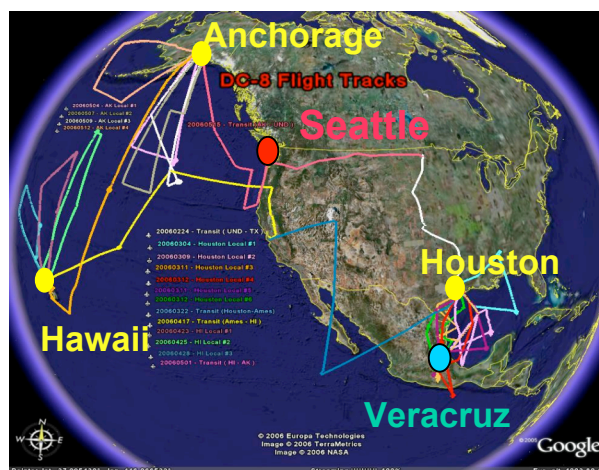 Anchorage
DC-8 Flight Tracks
20060504 - AK Local #1
20060507 - AK Local #2
20060509 - AK Local #3
20060512 - AK Local #4
Seattle
20060224 - Transit ( UND - TX )
20060304 - Houston Local #1
20060309 - Houston Local #2
20060311 - Houston Local #3
20060322 - Transit (Houston-Ames)
20060417 - Transit (Ames - HI )
20060423 - HI Local #1
20060425 - HI Local #2
20060428 - HI Local #3
20060501 - Transit ( HI - AK )
Houston
Hawaii
Veracruz
N
W
E
S
© 2006 Europa Technologies
Image © 2006 TerraMetrics
Image © 2006 NASA
©2005
Google